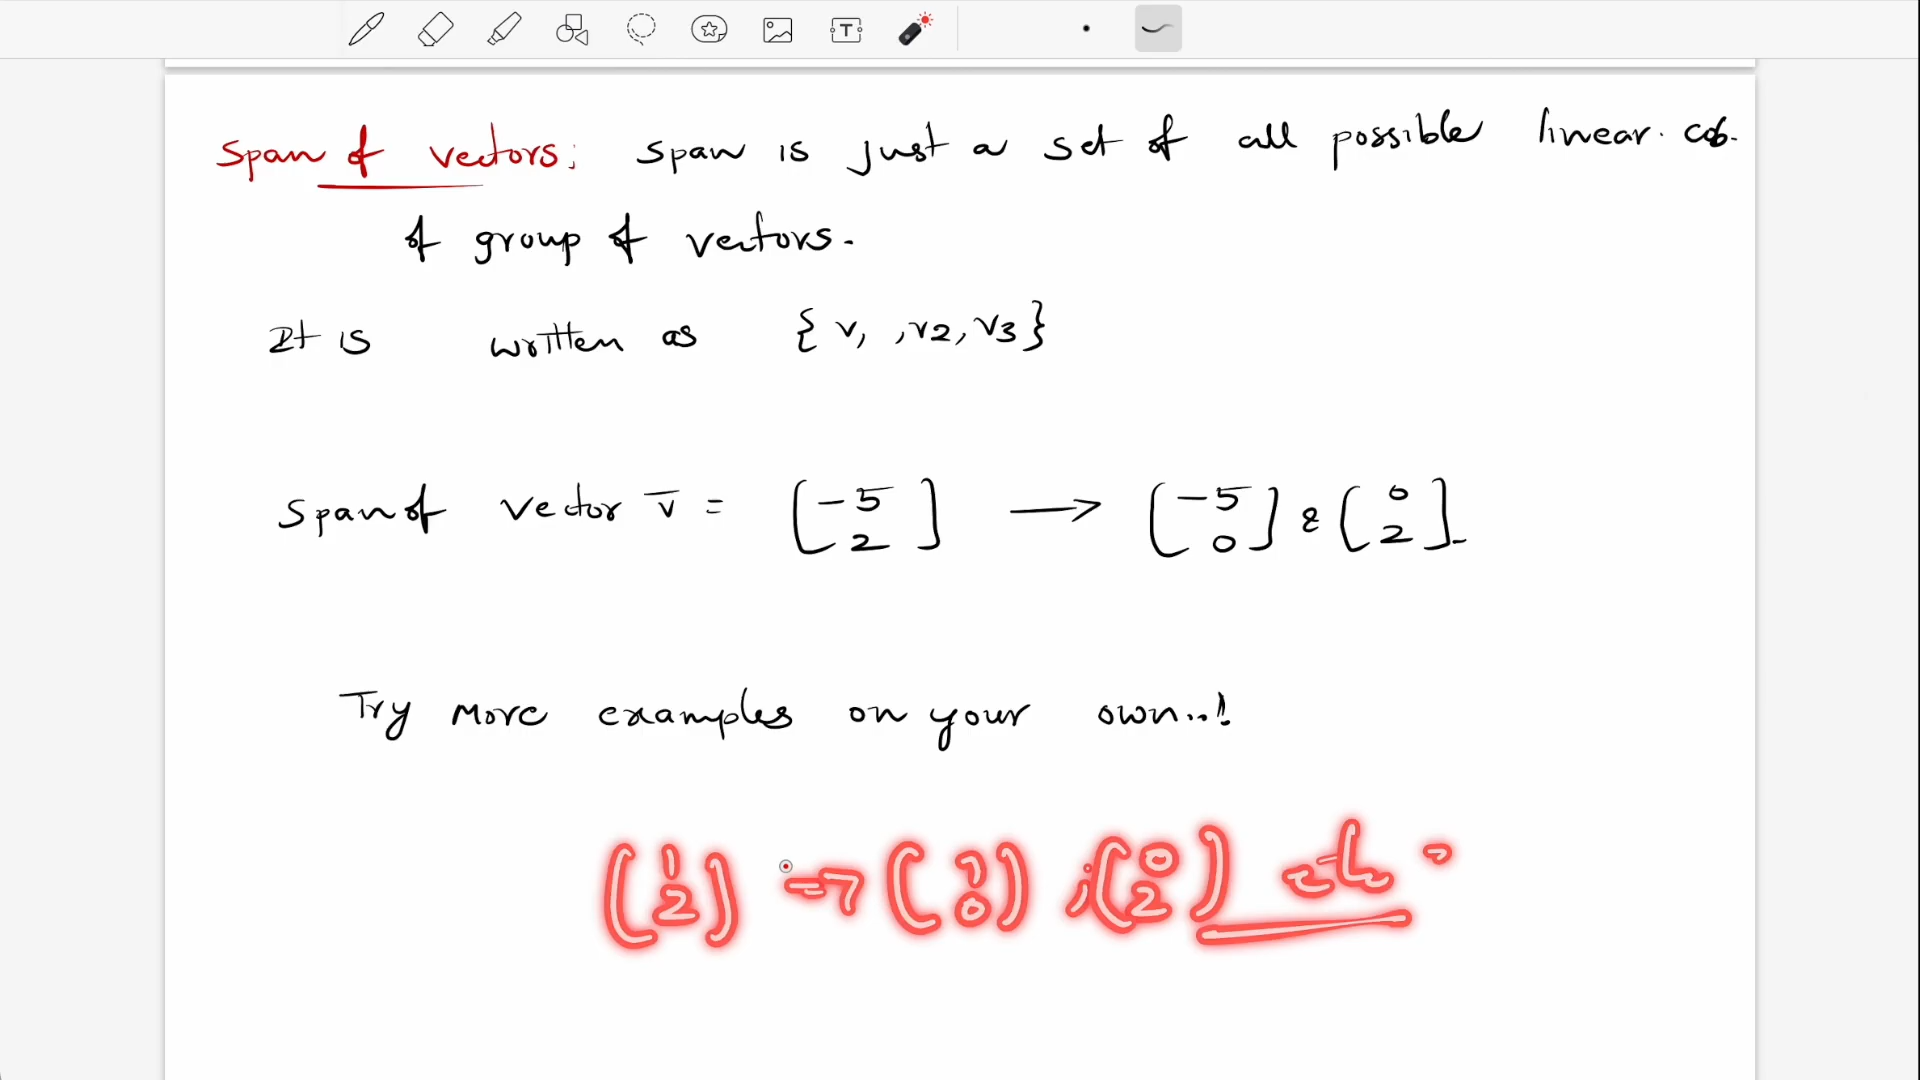 Span of vectors: span is just a set of all possible linear. cob.
of group of vectors.
It is written as { v1, v2, v3 }
Span of vector v̅ = [-5 2] → [-5 0] & [0 2].
Try more examples on your own..!
(1 2) → (1 0) ; (0 2) etc.